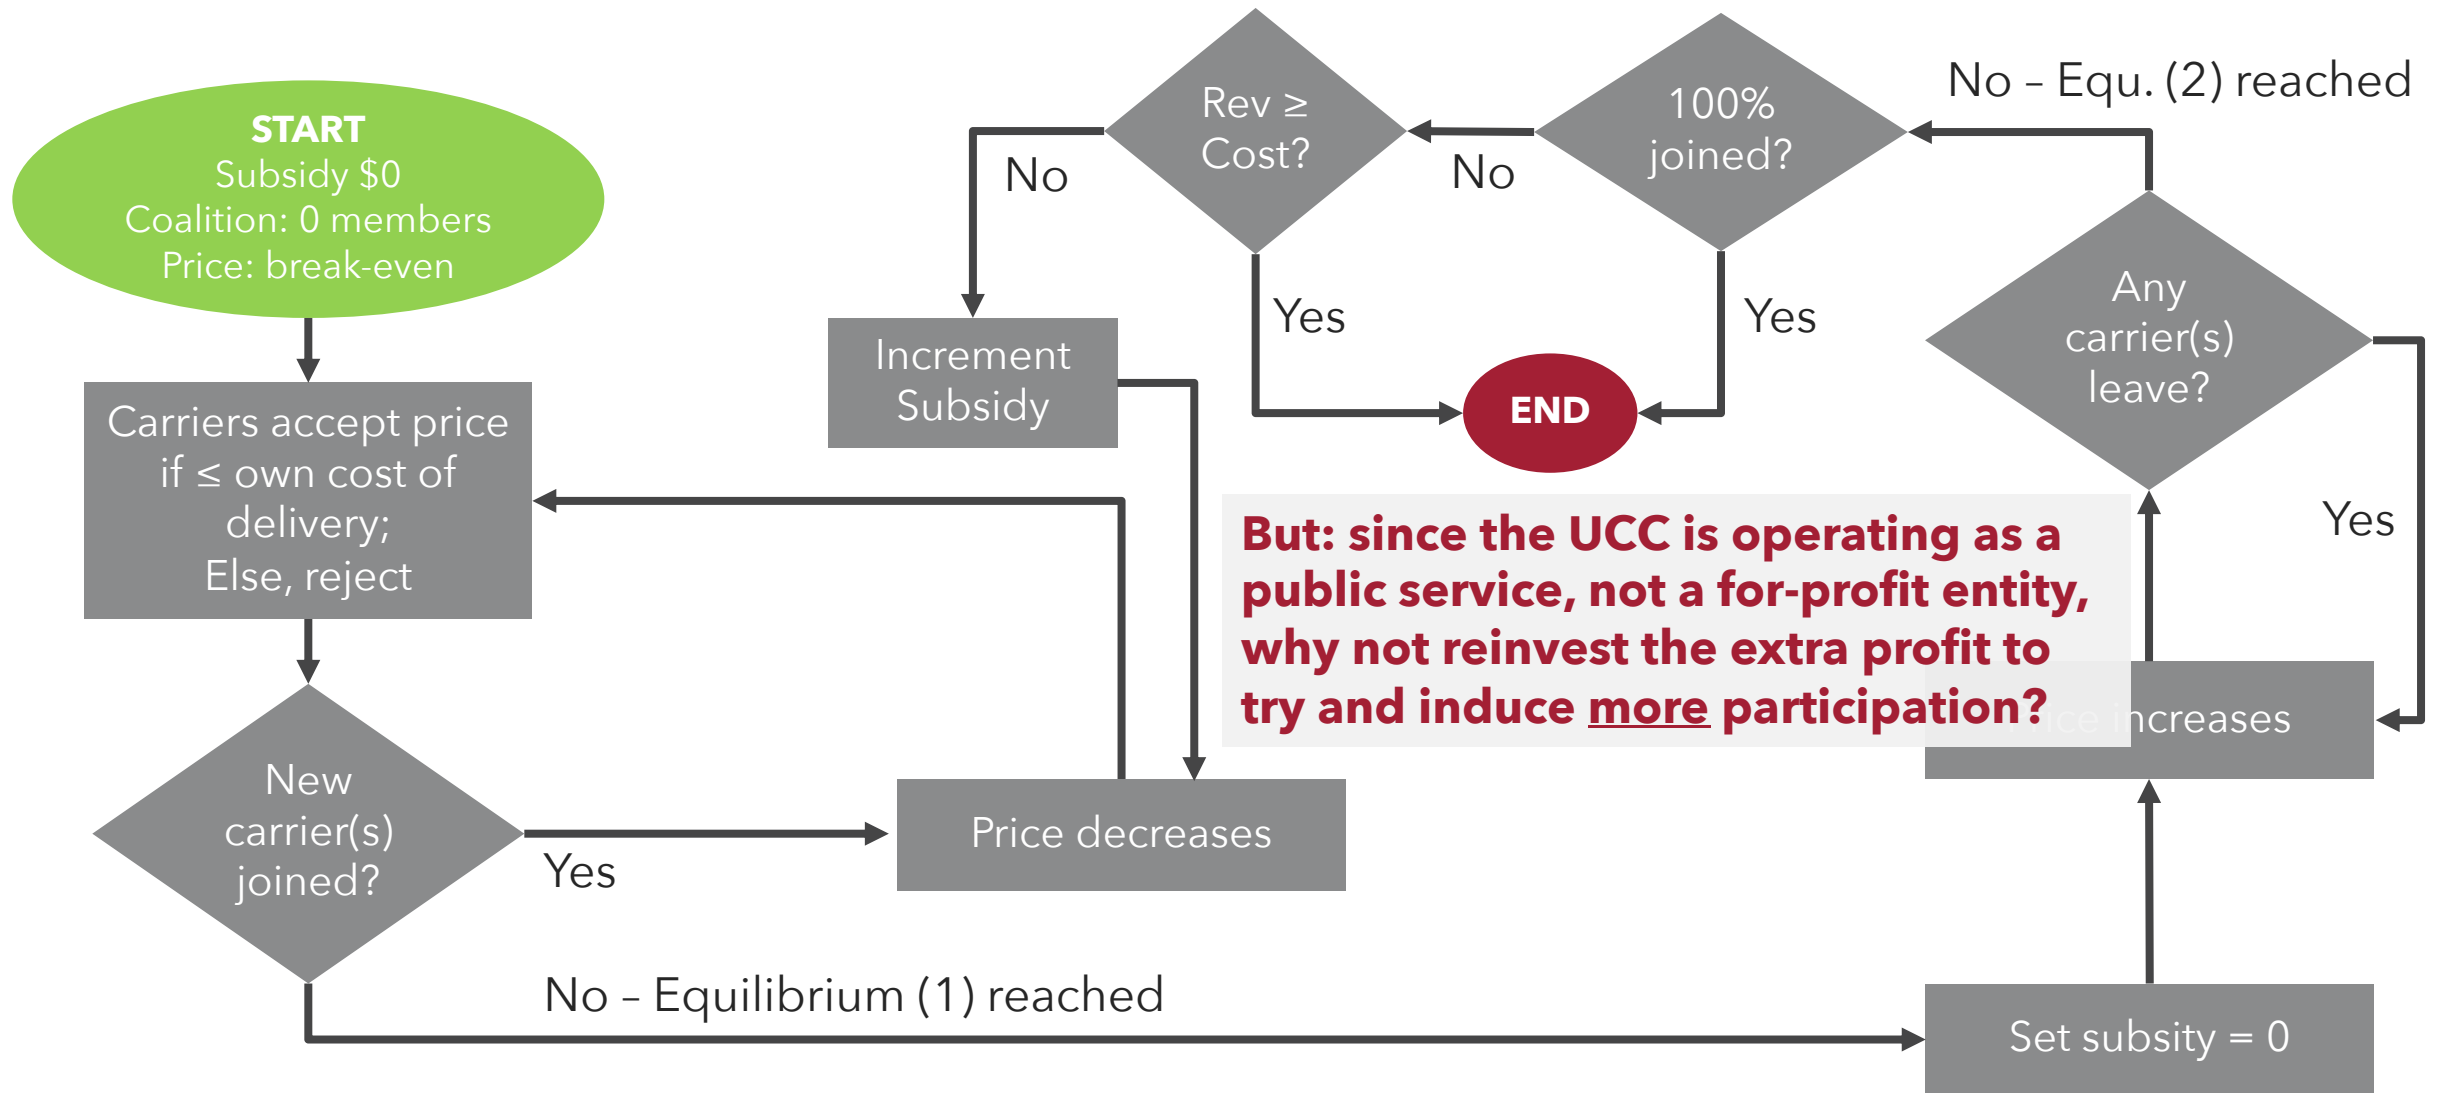 START
Subsidy $0
Coalition: 0 members
Price: break-even
Carriers accept price
if ≤ own cost of
delivery;
Else, reject
New
carrier(s)
joined?
Yes
No – Equilibrium (1) reached
Price decreases
Increment
Subsidy
No
Rev ≥
Cost?
Yes
No
100%
joined?
Yes
END
No – Equ. (2) reached
Any
carrier(s)
leave?
Yes
But: since the UCC is operating as a
public service, not a for-profit entity,
why not reinvest the extra profit to
try and induce more participation?
increases
Set subsity = 0